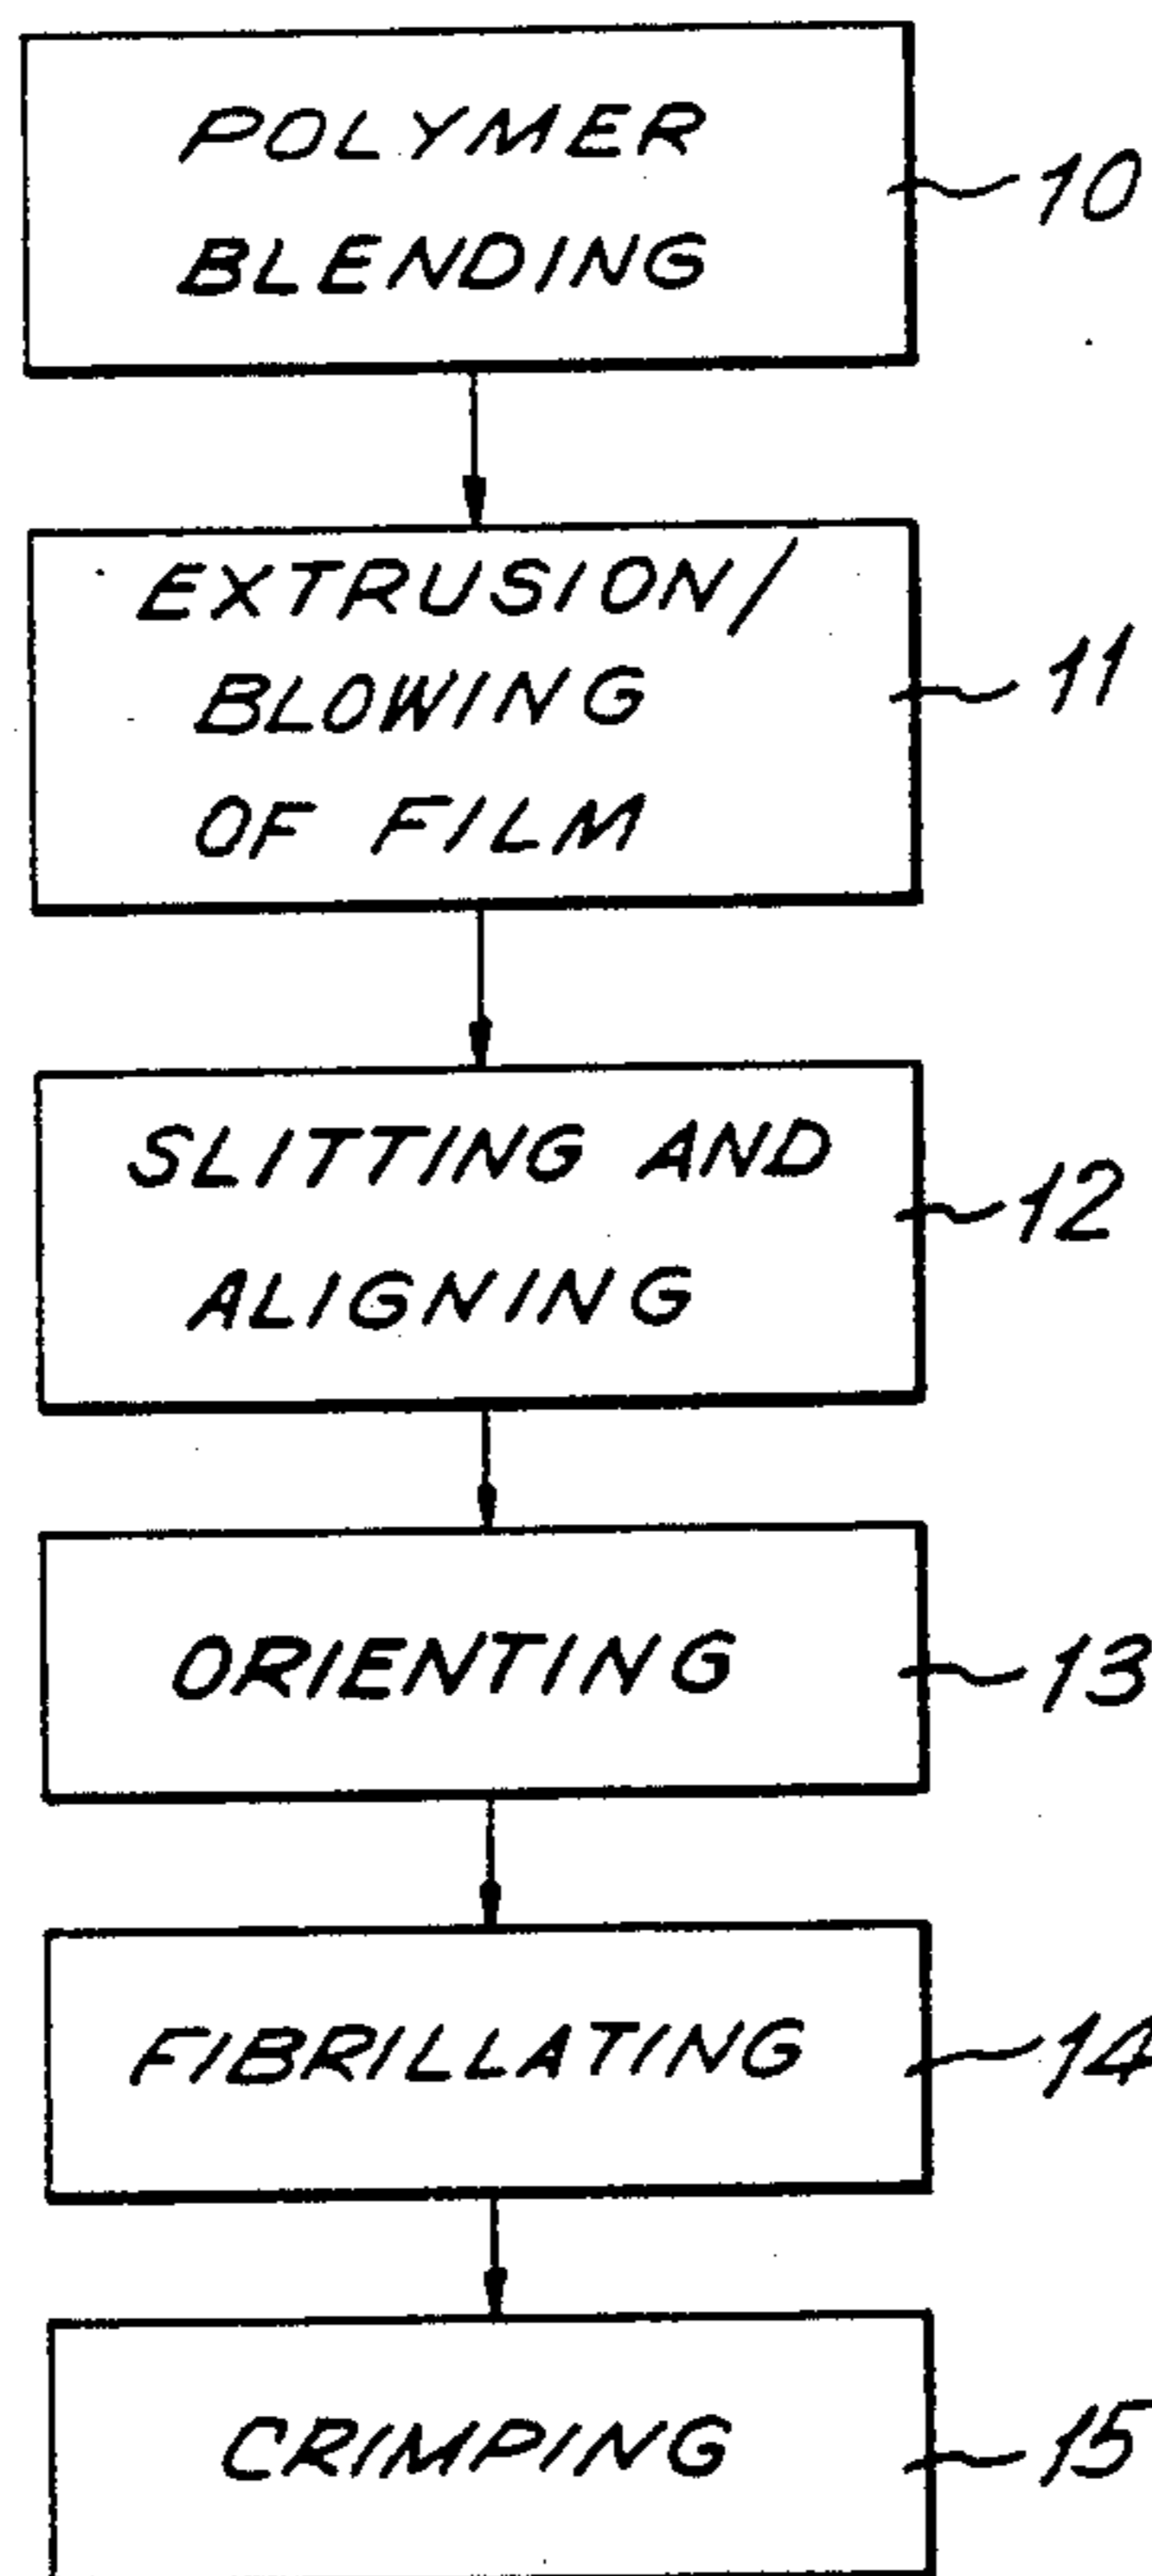 POLYMER
BLENDING
10
EXTRUSION/
BLOWING
OF FILM
11
SLITTING AND
ALIGNING
12
ORIENTING
13
FIBRILLATING
14
CRIMPING
15